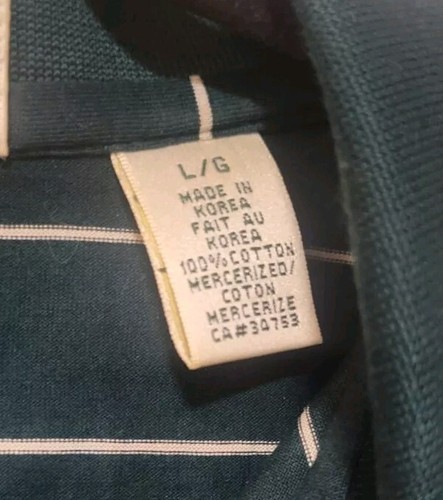 L/G
MADE IN
KOREA
FAIT AU
KOREA
100% COTTON
MERCERIZED/
COTON
MERCERIZE
CA#30753